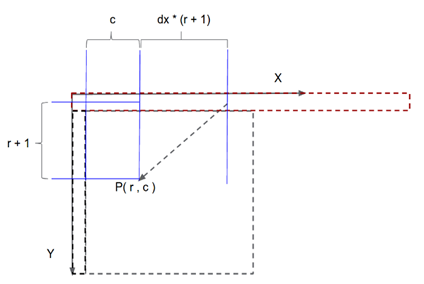 c
dx * (r + 1)
X
r + 1
P( r , c )
Y